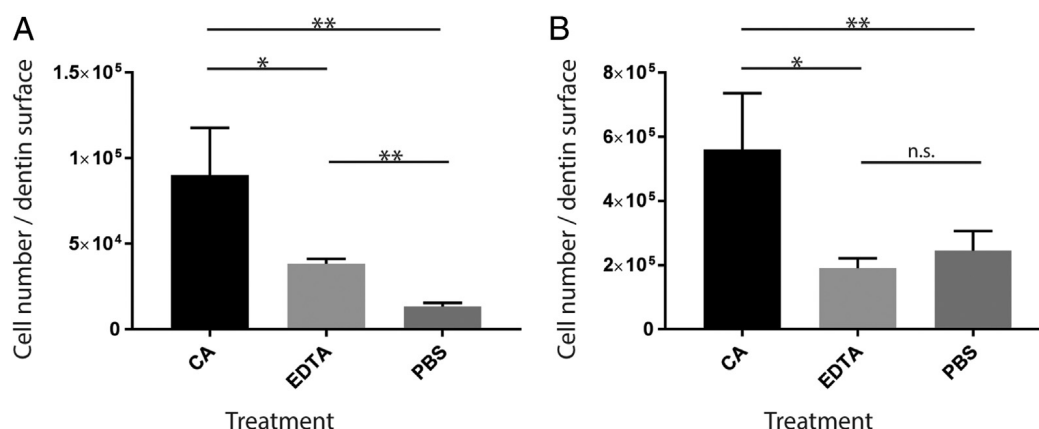 A
**
*
**
1.5×10⁵
1×10⁵
5×10⁴
0
Cell number / dentin surface
CA
EDTA
PBS
Treatment
B
**
*
n.s.
8×10⁵
6×10⁵
4×10⁵
2×10⁵
0
Cell number / dentin surface
CA
EDTA
PBS
Treatment